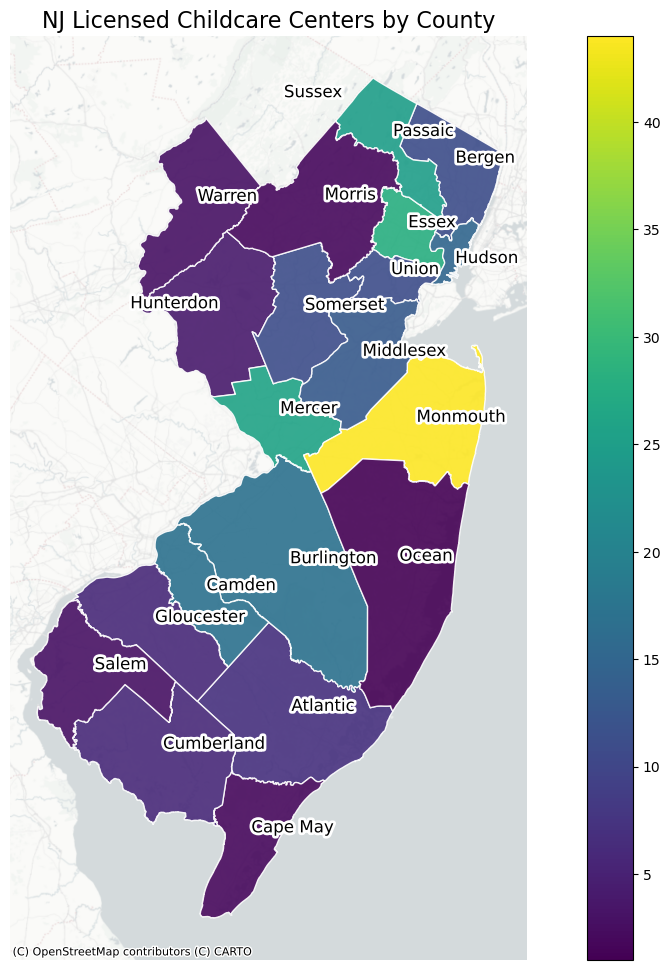 NJ Licensed Childcare Centers by County
Sussex
Passaic
Bergen
Warren
Morris
Essex
Hudson
Union
Hunterdon
Somerset
Middlesex
Mercer
Monmouth
Burlington
Ocean
Camden
Gloucester
Salem
Atlantic
Cumberland
Cape May
(C) OpenStreetMap contributors (C) CARTO
40
35
30
25
20
15
10
5